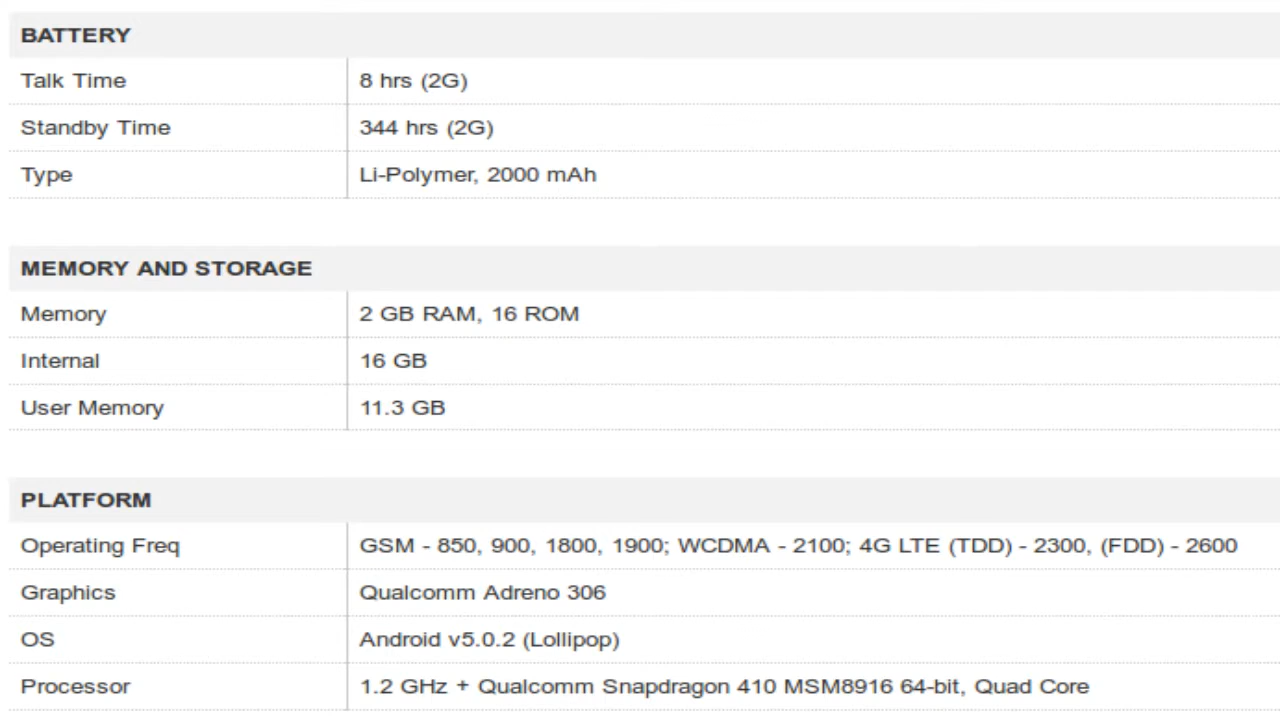 BATTERY
Talk Time 8 hrs (2G)
Standby Time 344 hrs (2G)
Type Li-Polymer, 2000 mAh
MEMORY AND STORAGE
Memory 2 GB RAM, 16 ROM
Internal 16 GB
User Memory 11.3 GB
PLATFORM
Operating Freq GSM - 850, 900, 1800, 1900; WCDMA - 2100; 4G LTE (TDD) - 2300, (FDD) - 2600
Graphics Qualcomm Adreno 306
OS Android v5.0.2 (Lollipop)
Processor 1.2 GHz + Qualcomm Snapdragon 410 MSM8916 64-bit, Quad Core